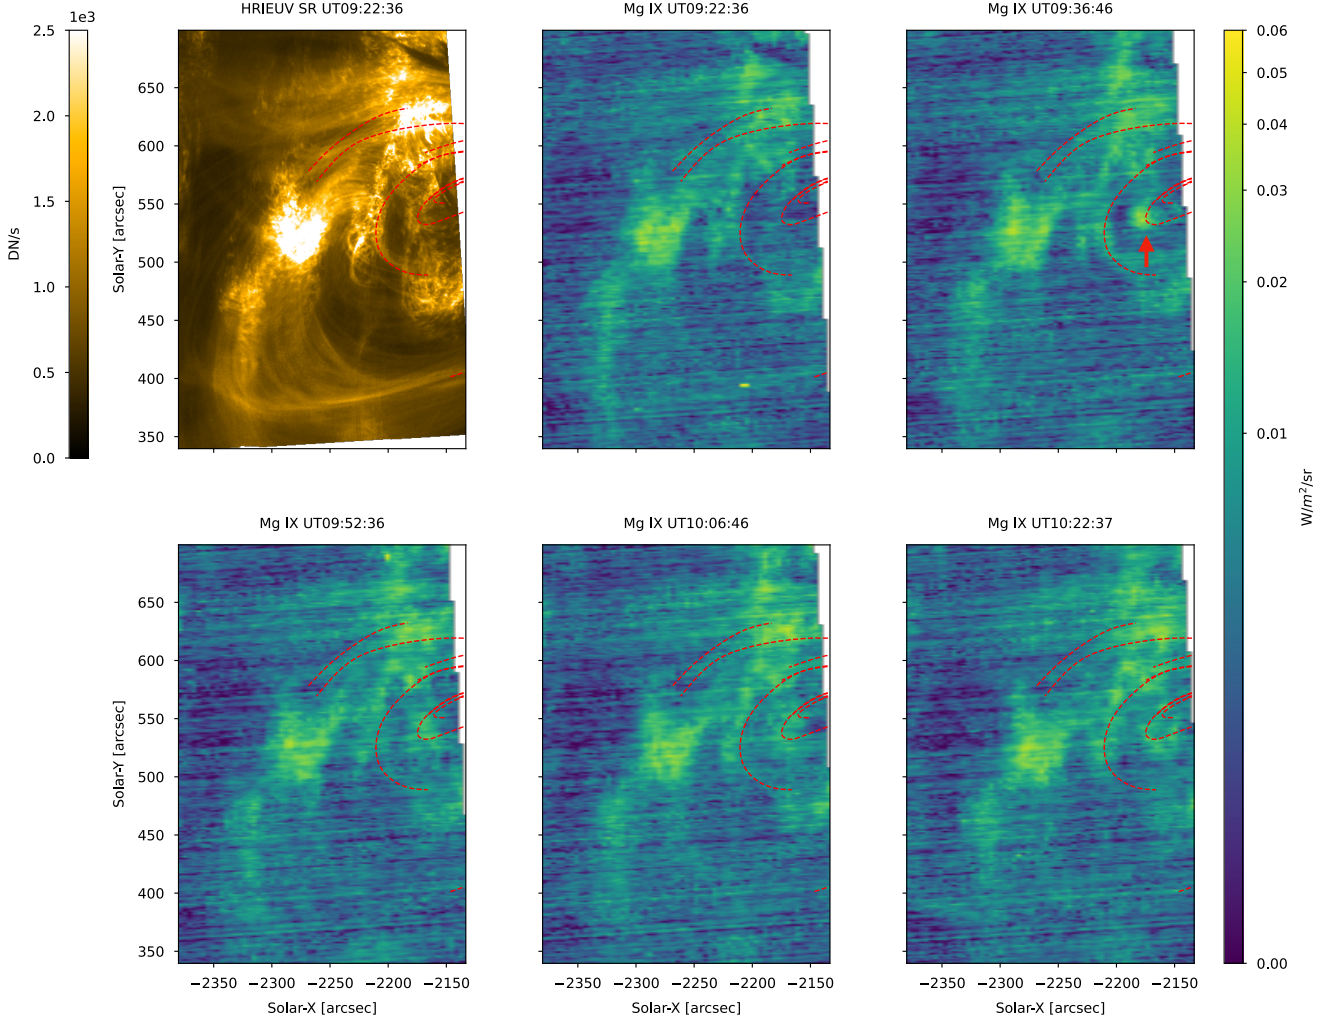 HRIEUV SR UT09:22:36
Mg IX UT09:22:36
Mg IX UT09:36:46
1e3
2.5
2.0
1.5
1.0
0.5
0.0
DN/s
650
600
550
500
450
400
350
Solar-Y [arcsec]
−2350 −2300 −2250 −2200 −2150
0.06
0.05
0.04
0.03
0.02
0.01
0.00
W/m²/sr
Mg IX UT09:52:36
Mg IX UT10:06:46
Mg IX UT10:22:37
650
600
550
500
450
400
350
Solar-Y [arcsec]
−2350 −2300 −2250 −2200 −2150
−2350 −2300 −2250 −2200 −2150
Solar-X [arcsec]
Solar-X [arcsec]
Solar-X [arcsec]